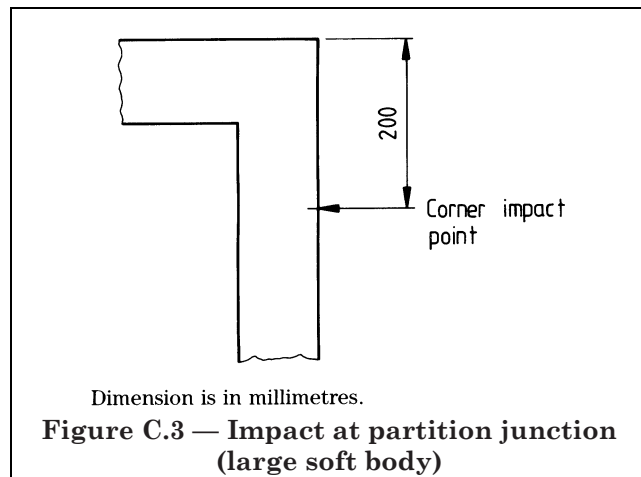 200
Corner impact
point
Dimension is in millimetres.
Figure C.3 — Impact at partition junction
(large soft body)